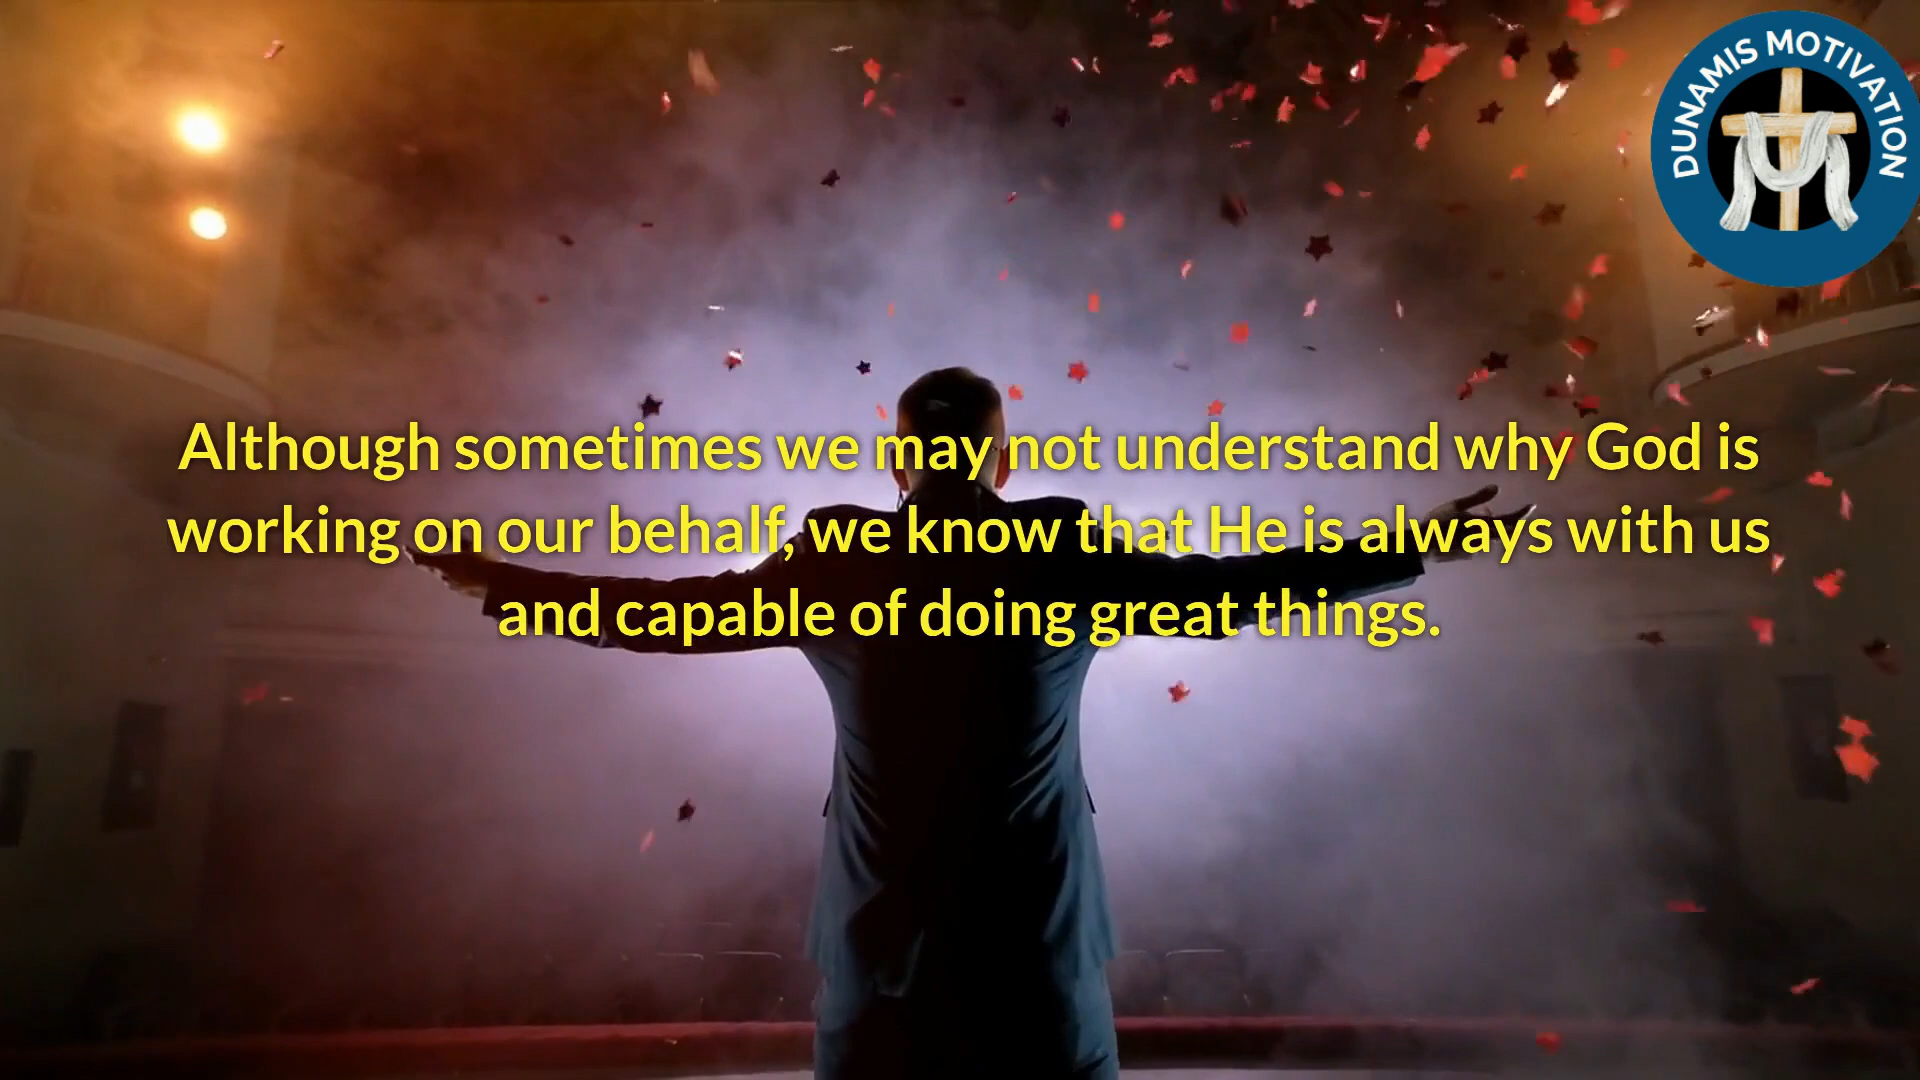 DUNAMIS MOTIVATION
Although sometimes we may not understand why God is
working on our behalf, we know that He is always with us
and capable of doing great things.